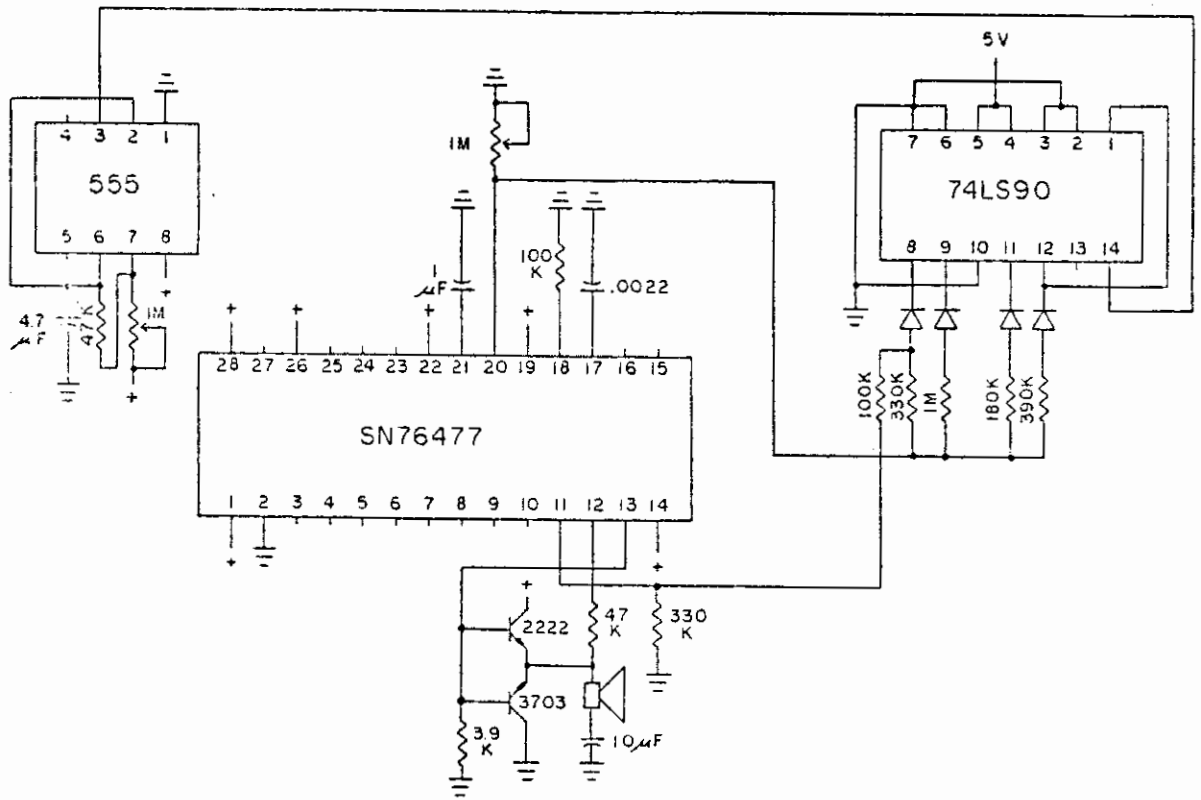 5V
4 3 2 1
555
5 6 7 8
+
4.7
μF
47K
1M
+
1M
7 6 5 4 3 2 1
74LS90
8 9 10 11 12 13 14
1
μF
100
K
.0022
+ + + +
28 27 26 25 24 23 22 21 20 19 18 17 16 15
SN76477
1 2 3 4 5 6 7 8 9 10 11 12 13 14
+ +
100K
330K
1M
180K
390K
+
2222
3703
47
K
330
K
3.9
K
10μF